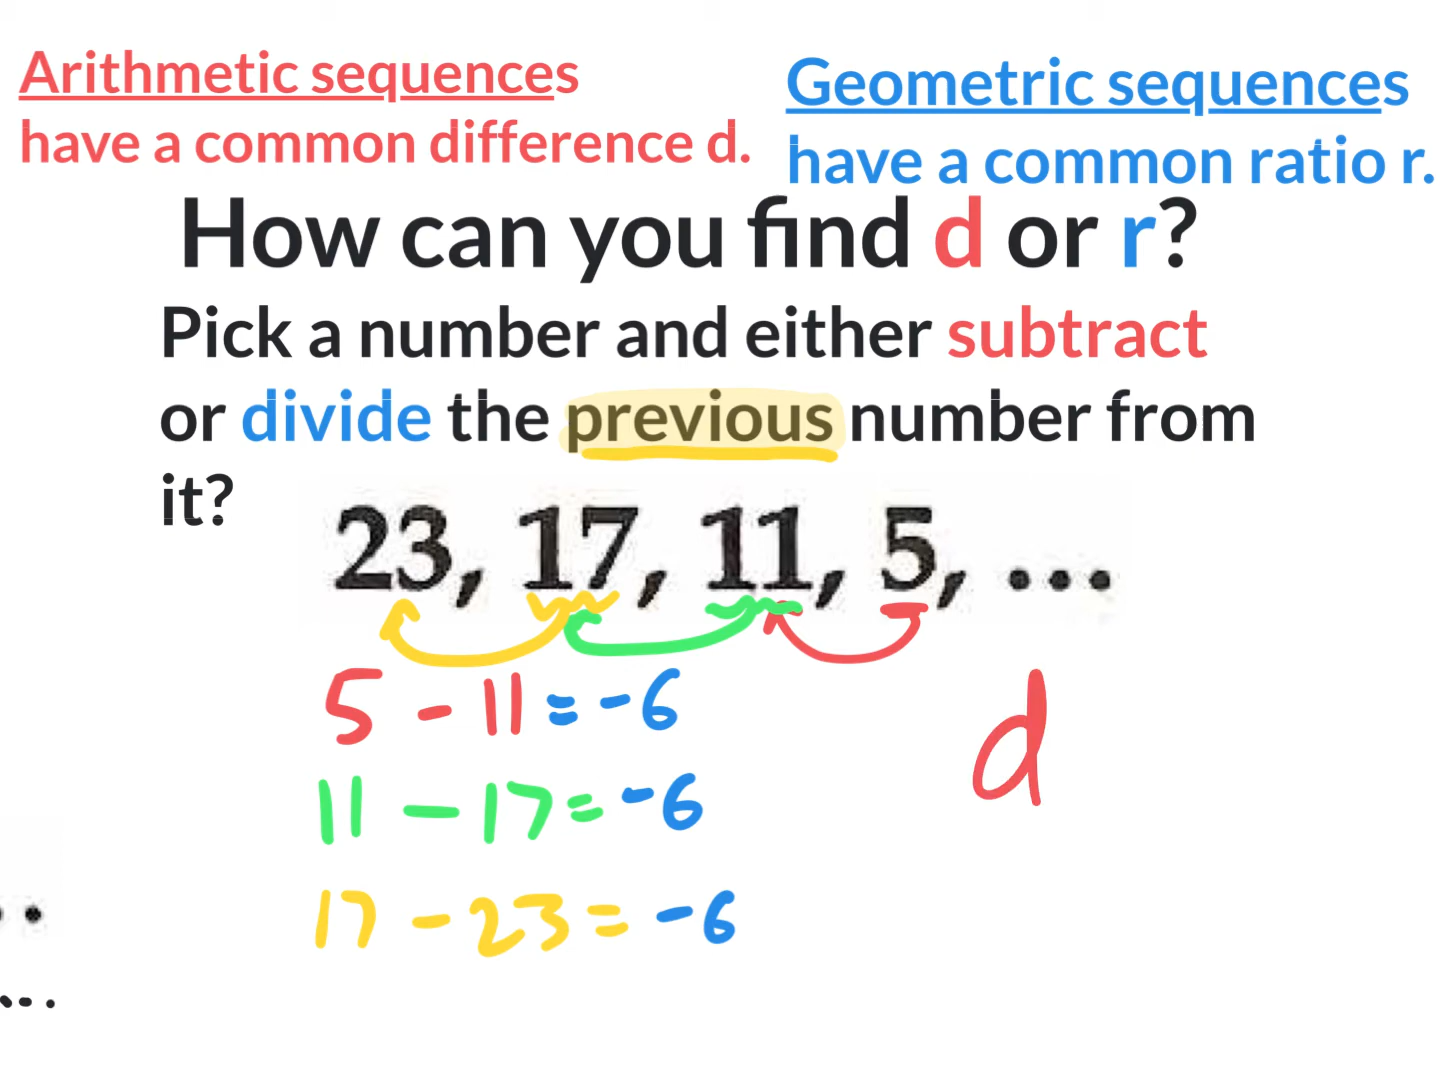 Arithmetic sequences
have a common difference d.
Geometric sequences
have a common ratio r.
How can you find d or r?
Pick a number and either subtract
or divide the previous number from
it?
23, 17, 11, 5, ...
5 - 11 = -6
11 - 17 = -6
17 - 23 = -6
d